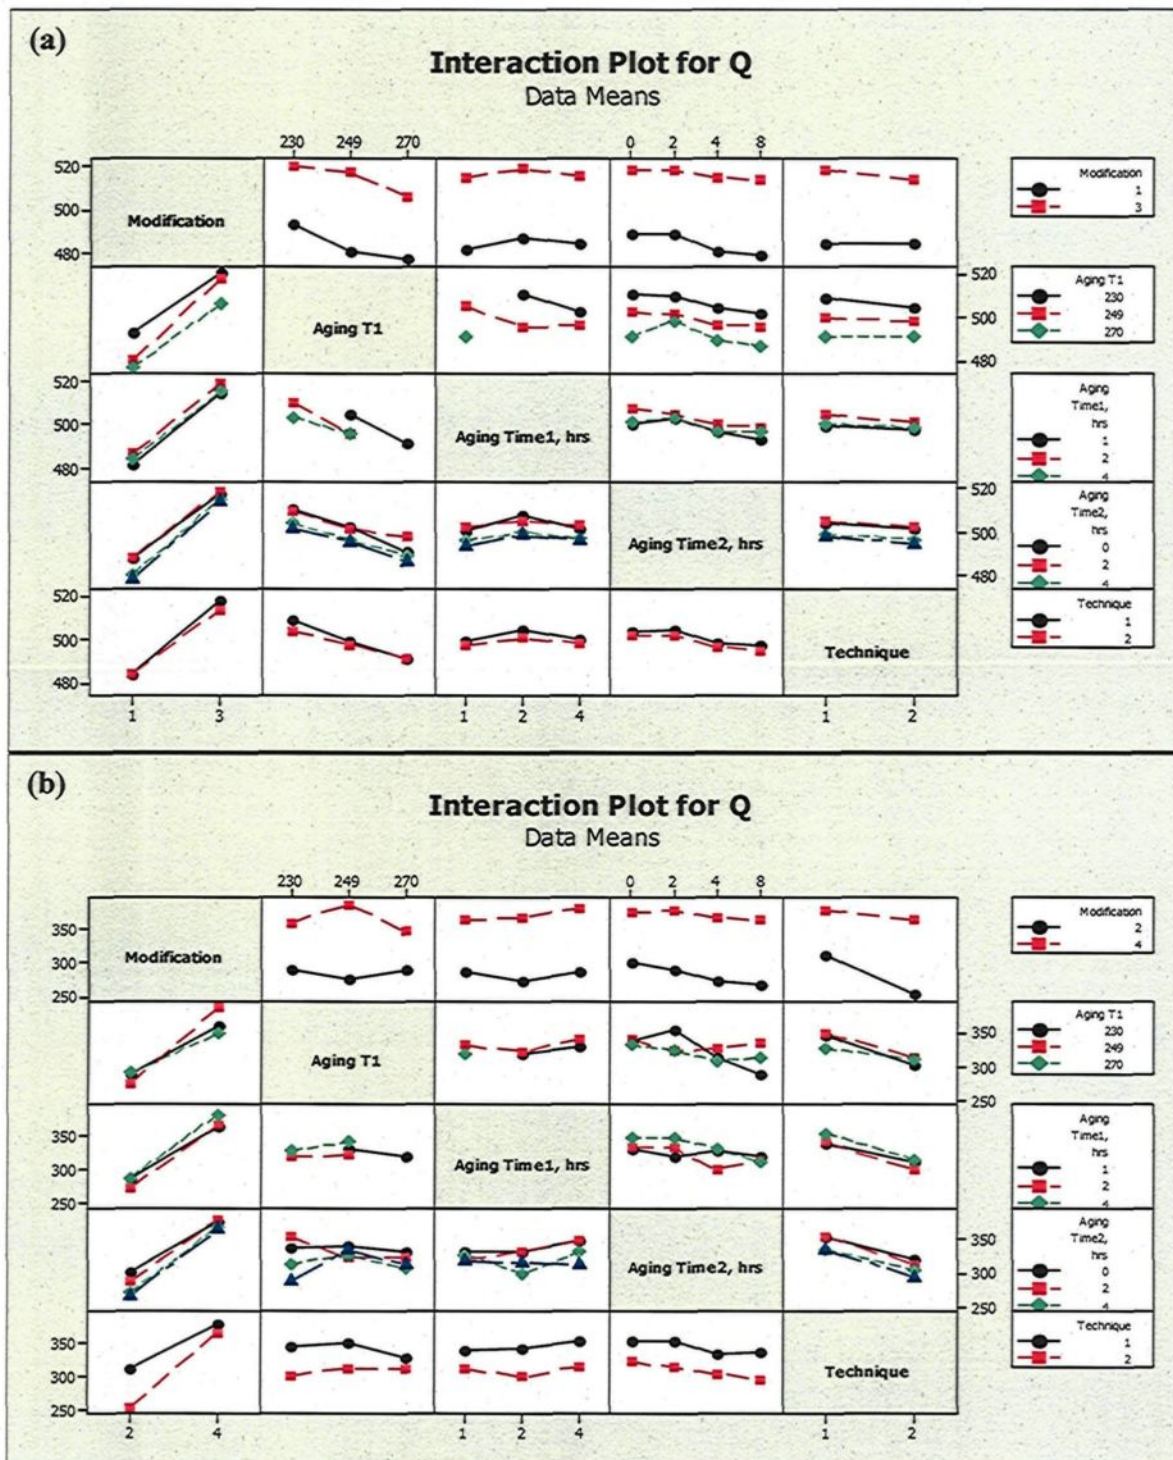 (a)
Interaction Plot for Q
Data Means
230 249 270 0 2 4 8
520
500
480
Modification
Modification
1
3
Aging T1
520
500
480
Aging T1
230
249
270
520
500
480
Aging Time1, hrs
Aging
Time1,
hrs
1
2
4
Aging Time2, hrs
520
500
480
Aging
Time2,
hrs
0
2
4
520
500
480
Technique
Technique
1
2
1 3 1 2 4 1 2
(b)
Interaction Plot for Q
Data Means
230 249 270 0 2 4 8
350
300
250
Modification
Modification
2
4
Aging T1
350
300
250
Aging T1
230
249
270
350
300
250
Aging Time1, hrs
Aging
Time1,
hrs
1
2
4
Aging Time2, hrs
350
300
250
Aging
Time2,
hrs
0
2
4
350
300
250
Technique
Technique
1
2
2 4 1 2 4 1 2